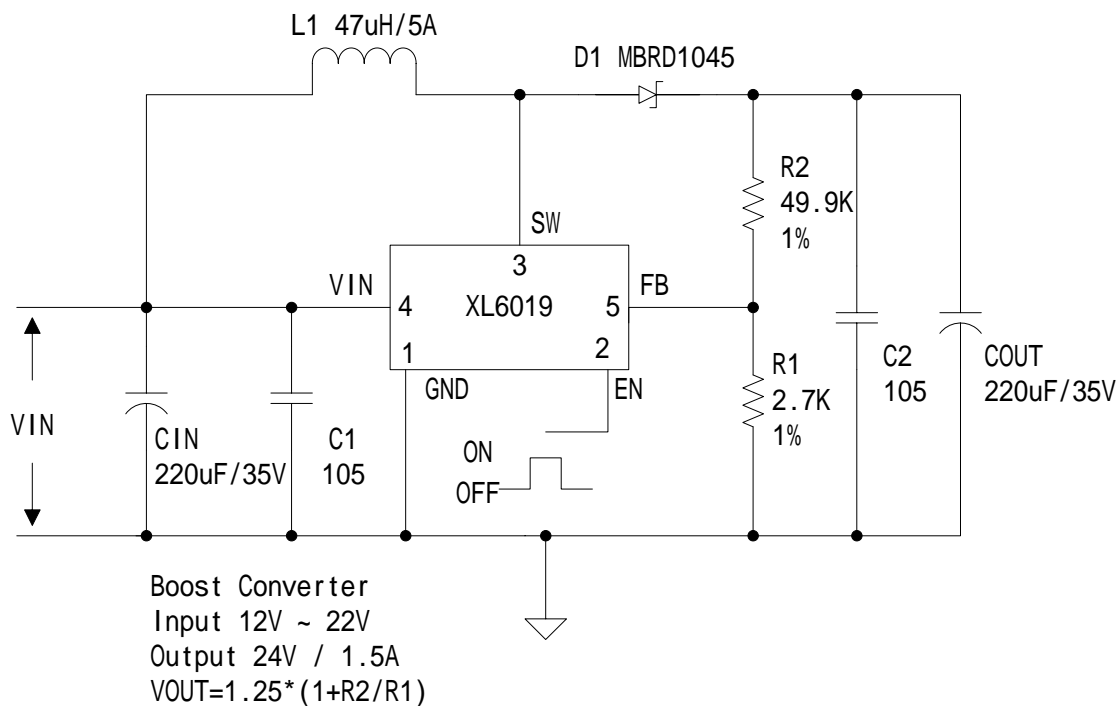 L1 47uH/5A
D1 MBRD1045
R2
49.9K
1%
SW
3
VIN
4
XL6019
5
FB
1
2
GND
EN
R1
2.7K
1%
C2
105
COUT
220uF/35V
VIN
CIN
220uF/35V
C1
105
ON
OFF
Boost Converter
Input 12V ~ 22V
Output 24V / 1.5A
VOUT=1.25*(1+R2/R1)